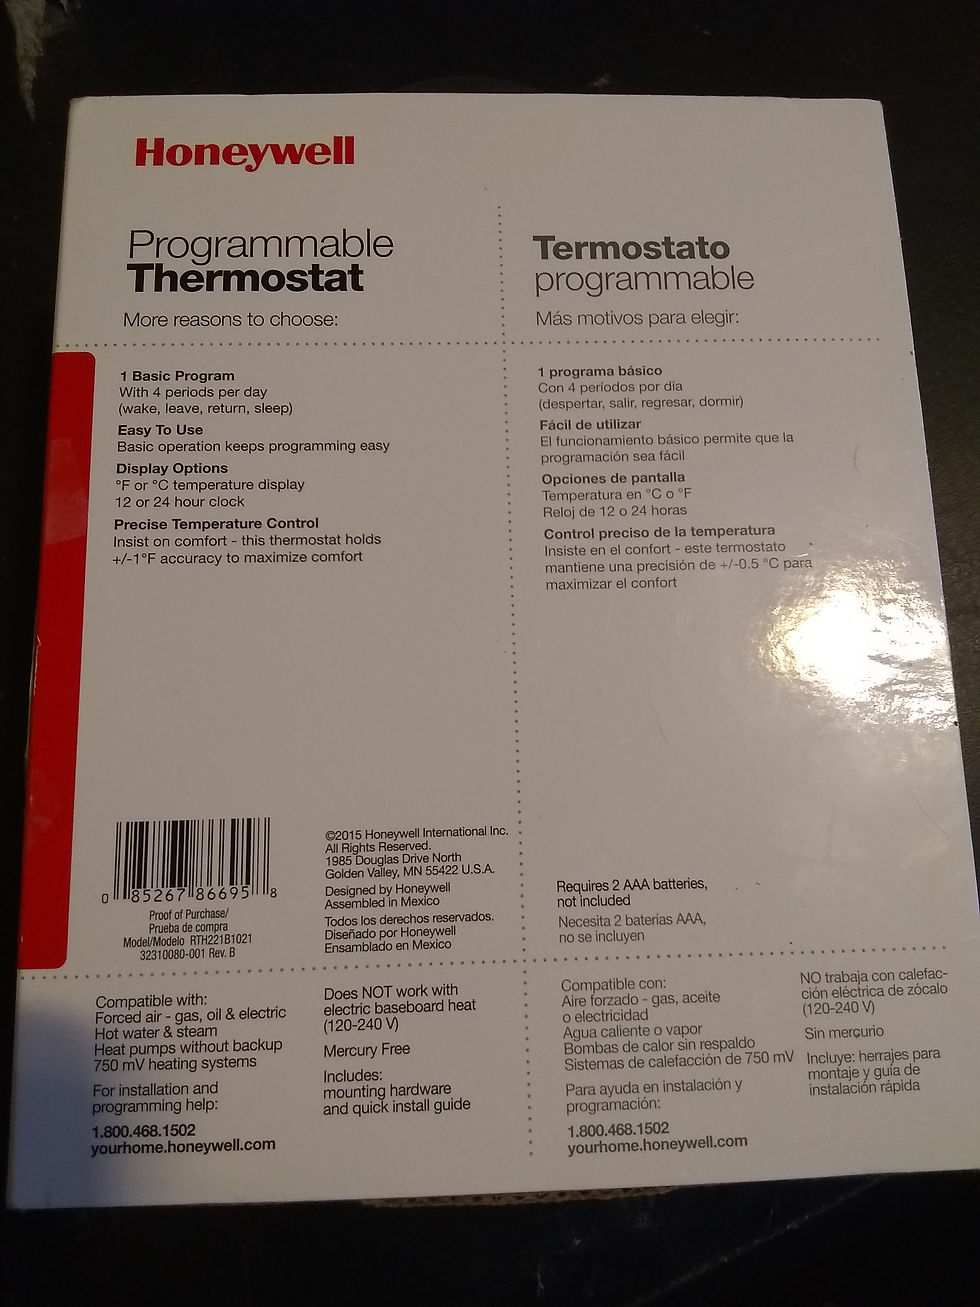 Honeywell
Programmable
Thermostat
More reasons to choose:
1 Basic Program
With 4 periods per day
(wake, leave, return, sleep)
Easy To Use
Basic operation keeps programming easy
Display Options
°F or °C temperature display
12 or 24 hour clock
Precise Temperature Control
Insist on comfort - this thermostat holds
+/-1°F accuracy to maximize comfort
Termostato
programmable
Más motivos para elegir:
1 programa básico
Con 4 períodos por día
(despertar, salir, regresar, dormir)
Fácil de utilizar
El funcionamiento básico permite que la
programación sea fácil
Opciones de pantalla
Temperatura en °C o °F
Reloj de 12 o 24 horas
Control preciso de la temperatura
Insiste en el confort - este termostato
mantiene una precisión de +/-0.5 °C para
maximizar el confort
0 85267 86695 8
Proof of Purchase/
Prueba de compra
Model/Modelo RTH221B1021
32310080-001 Rev. B
©2015 Honeywell International Inc.
All Rights Reserved.
1985 Douglas Drive North
Golden Valley, MN 55422 U.S.A.
Designed by Honeywell
Assembled in Mexico
Todos los derechos reservados.
Diseñado por Honeywell
Ensamblado en Mexico
Requires 2 AAA batteries,
not included
Necesita 2 baterías AAA,
no se incluyen
Compatible with:
Forced air - gas, oil & electric
Hot water & steam
Heat pumps without backup
750 mV heating systems
For installation and
programming help:
1.800.468.1502
yourhome.honeywell.com
Does NOT work with
electric baseboard heat
(120-240 V)
Mercury Free
Includes:
mounting hardware
and quick install guide
Compatible con:
Aire forzado - gas, aceite
o electricidad
Agua caliente o vapor
Bombas de calor sin respaldo
Sistemas de calefacción de 750 mV
Para ayuda en instalación y
programación:
1.800.468.1502
yourhome.honeywell.com
NO trabaja con calefac-
ción eléctrica de zócalo
(120-240 V)
Sin mercurio
Incluye: herrajes para
montaje y guía de
instalación rápida